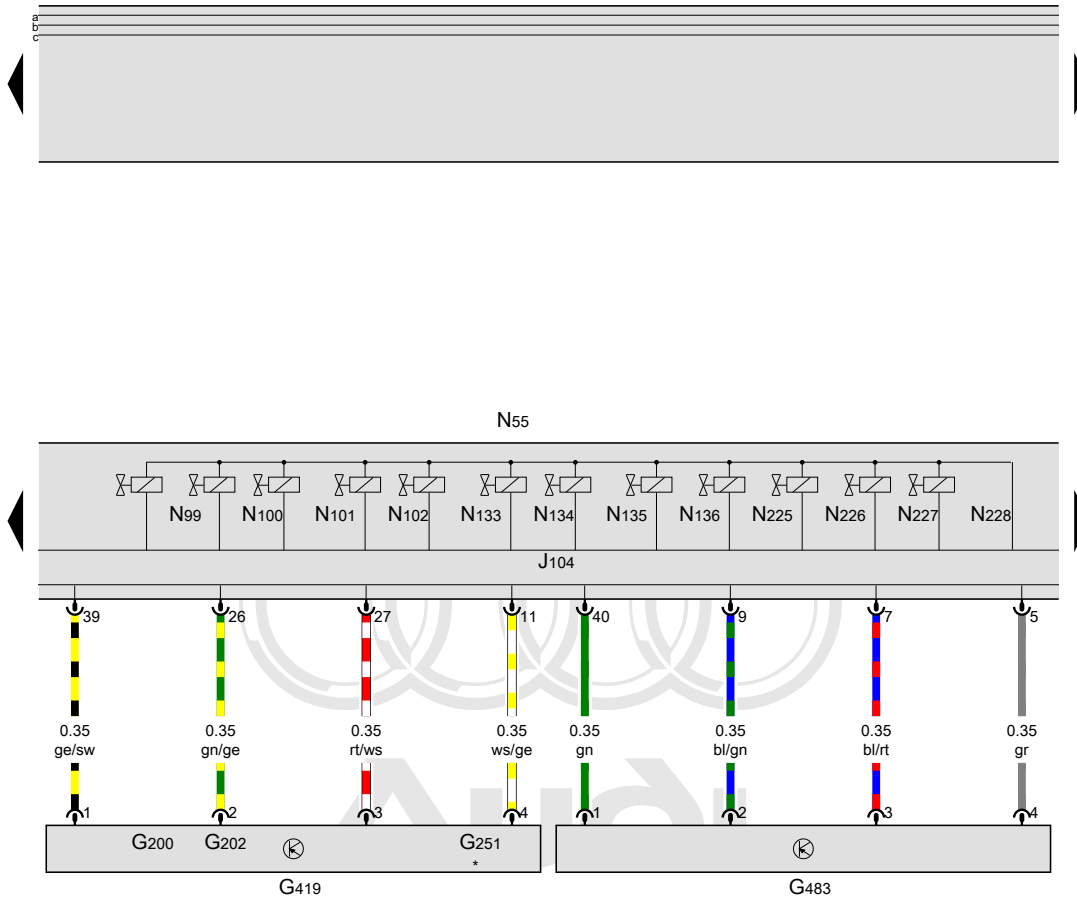 a
b
c
N55
N99 N100 N101 N102 N133 N134 N135 N136 N225 N226 N227 N228
J104
39 26 27 11 40 9 7 5
0.35 0.35 0.35 0.35 0.35 0.35 0.35 0.35
ge/sw gn/ge rt/ws ws/ge gn bl/gn bl/rt gr
Audi
1 2 3 4 1 2 3 4
G200 G202 G251
*
G419 G483